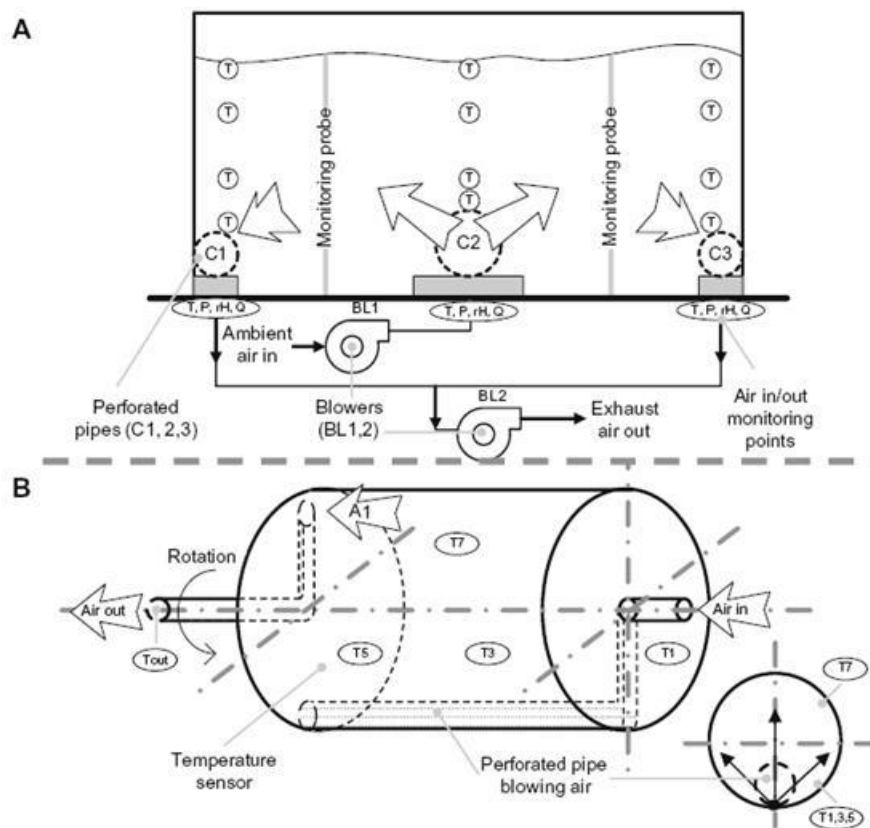 A
T
T
T
T
T
T
T
T
T
T
T
T
T
Monitoring probe
Monitoring probe
C1
C2
C3
T, P, rH, Q
BL1
T, P, rH, Q
T, P, rH, Q
Ambient
air in
BL2
Perforated
pipes (C1, 2,3)
Blowers
(BL1,2)
Exhaust
air out
Air in/out
monitoring
points
B
A1
T7
Rotation
Air out
Air in
Tout
T5
T3
T1
T7
Temperature
sensor
Perforated pipe
blowing air
T1,3,5